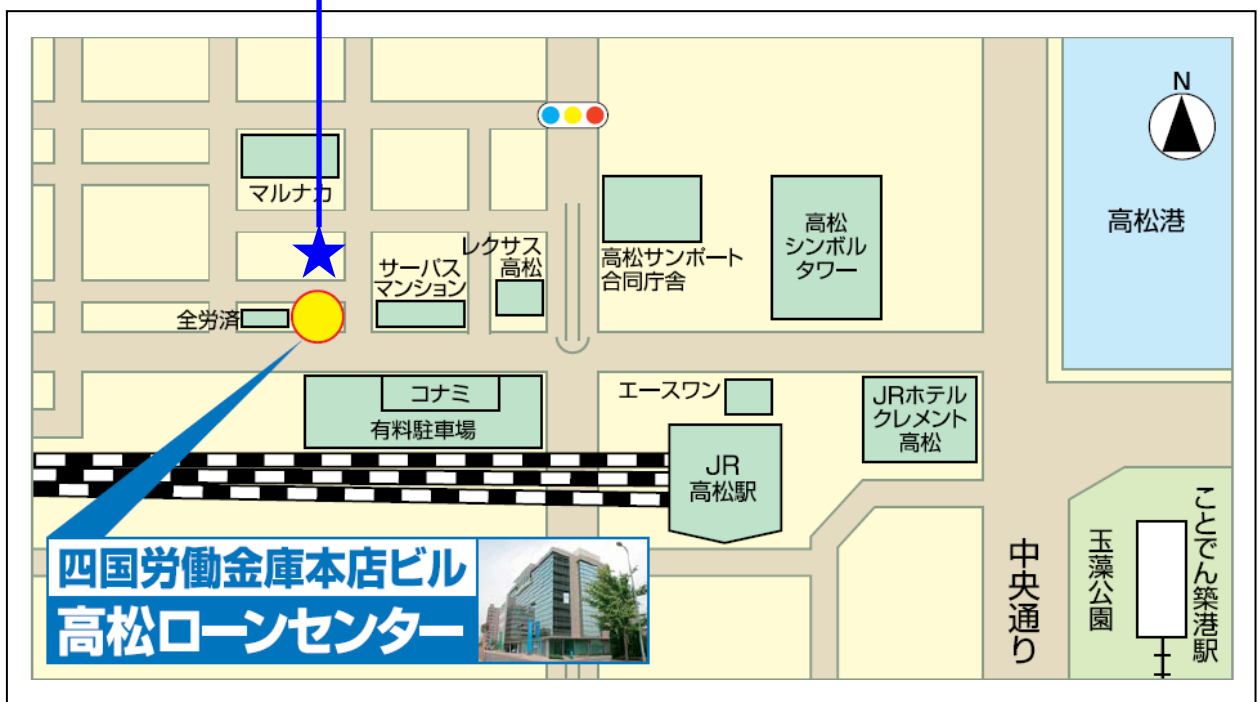 N
マルナカ
高松
シンボル
タワー
高松港
レクサス
高松
高松サンポート
合同庁舎
サーパス
マンション
全労済
コナミ
有料駐車場
エースワン
JRホテル
クレメント
高松
JR
高松駅
四国労働金庫本店ビル
高松ローンセンター
中央通り
玉藻公園
ことでん築港駅